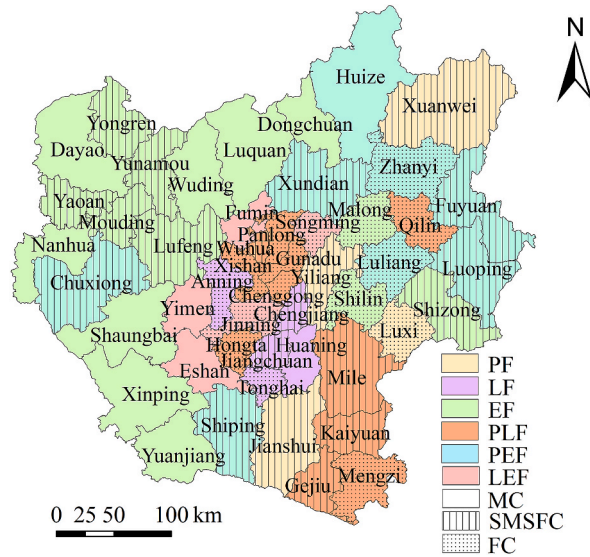 N
Huize
Xuanwei
Yongren
Dongchuan
Dayao
Yunamou
Luquan
Zhanyi
Wuding
Xundian
Yaoan
Malong
Fuyuan
Mouding
Fumin
Songming
Qilin
Panlong
Nanhua
Lufeng
Wuhua
Gunadu
Luliang
Luoping
Xishan
Yiliang
Chuxiong
Anning
Chenggong
Shilin
Shizong
Yimen
Chengjiang
Jinning
Luxi
Shaungbai
Hongta
Huaning
Jiangchuan
Eshan
Mile
Xinping
Tonghai
Shiping
Jianshui
Kaiyuan
Yuanjiang
Mengzi
Gejiu
PF
LF
EF
PLF
PEF
LEF
MC
SMSFC
FC
0 25 50 100 km